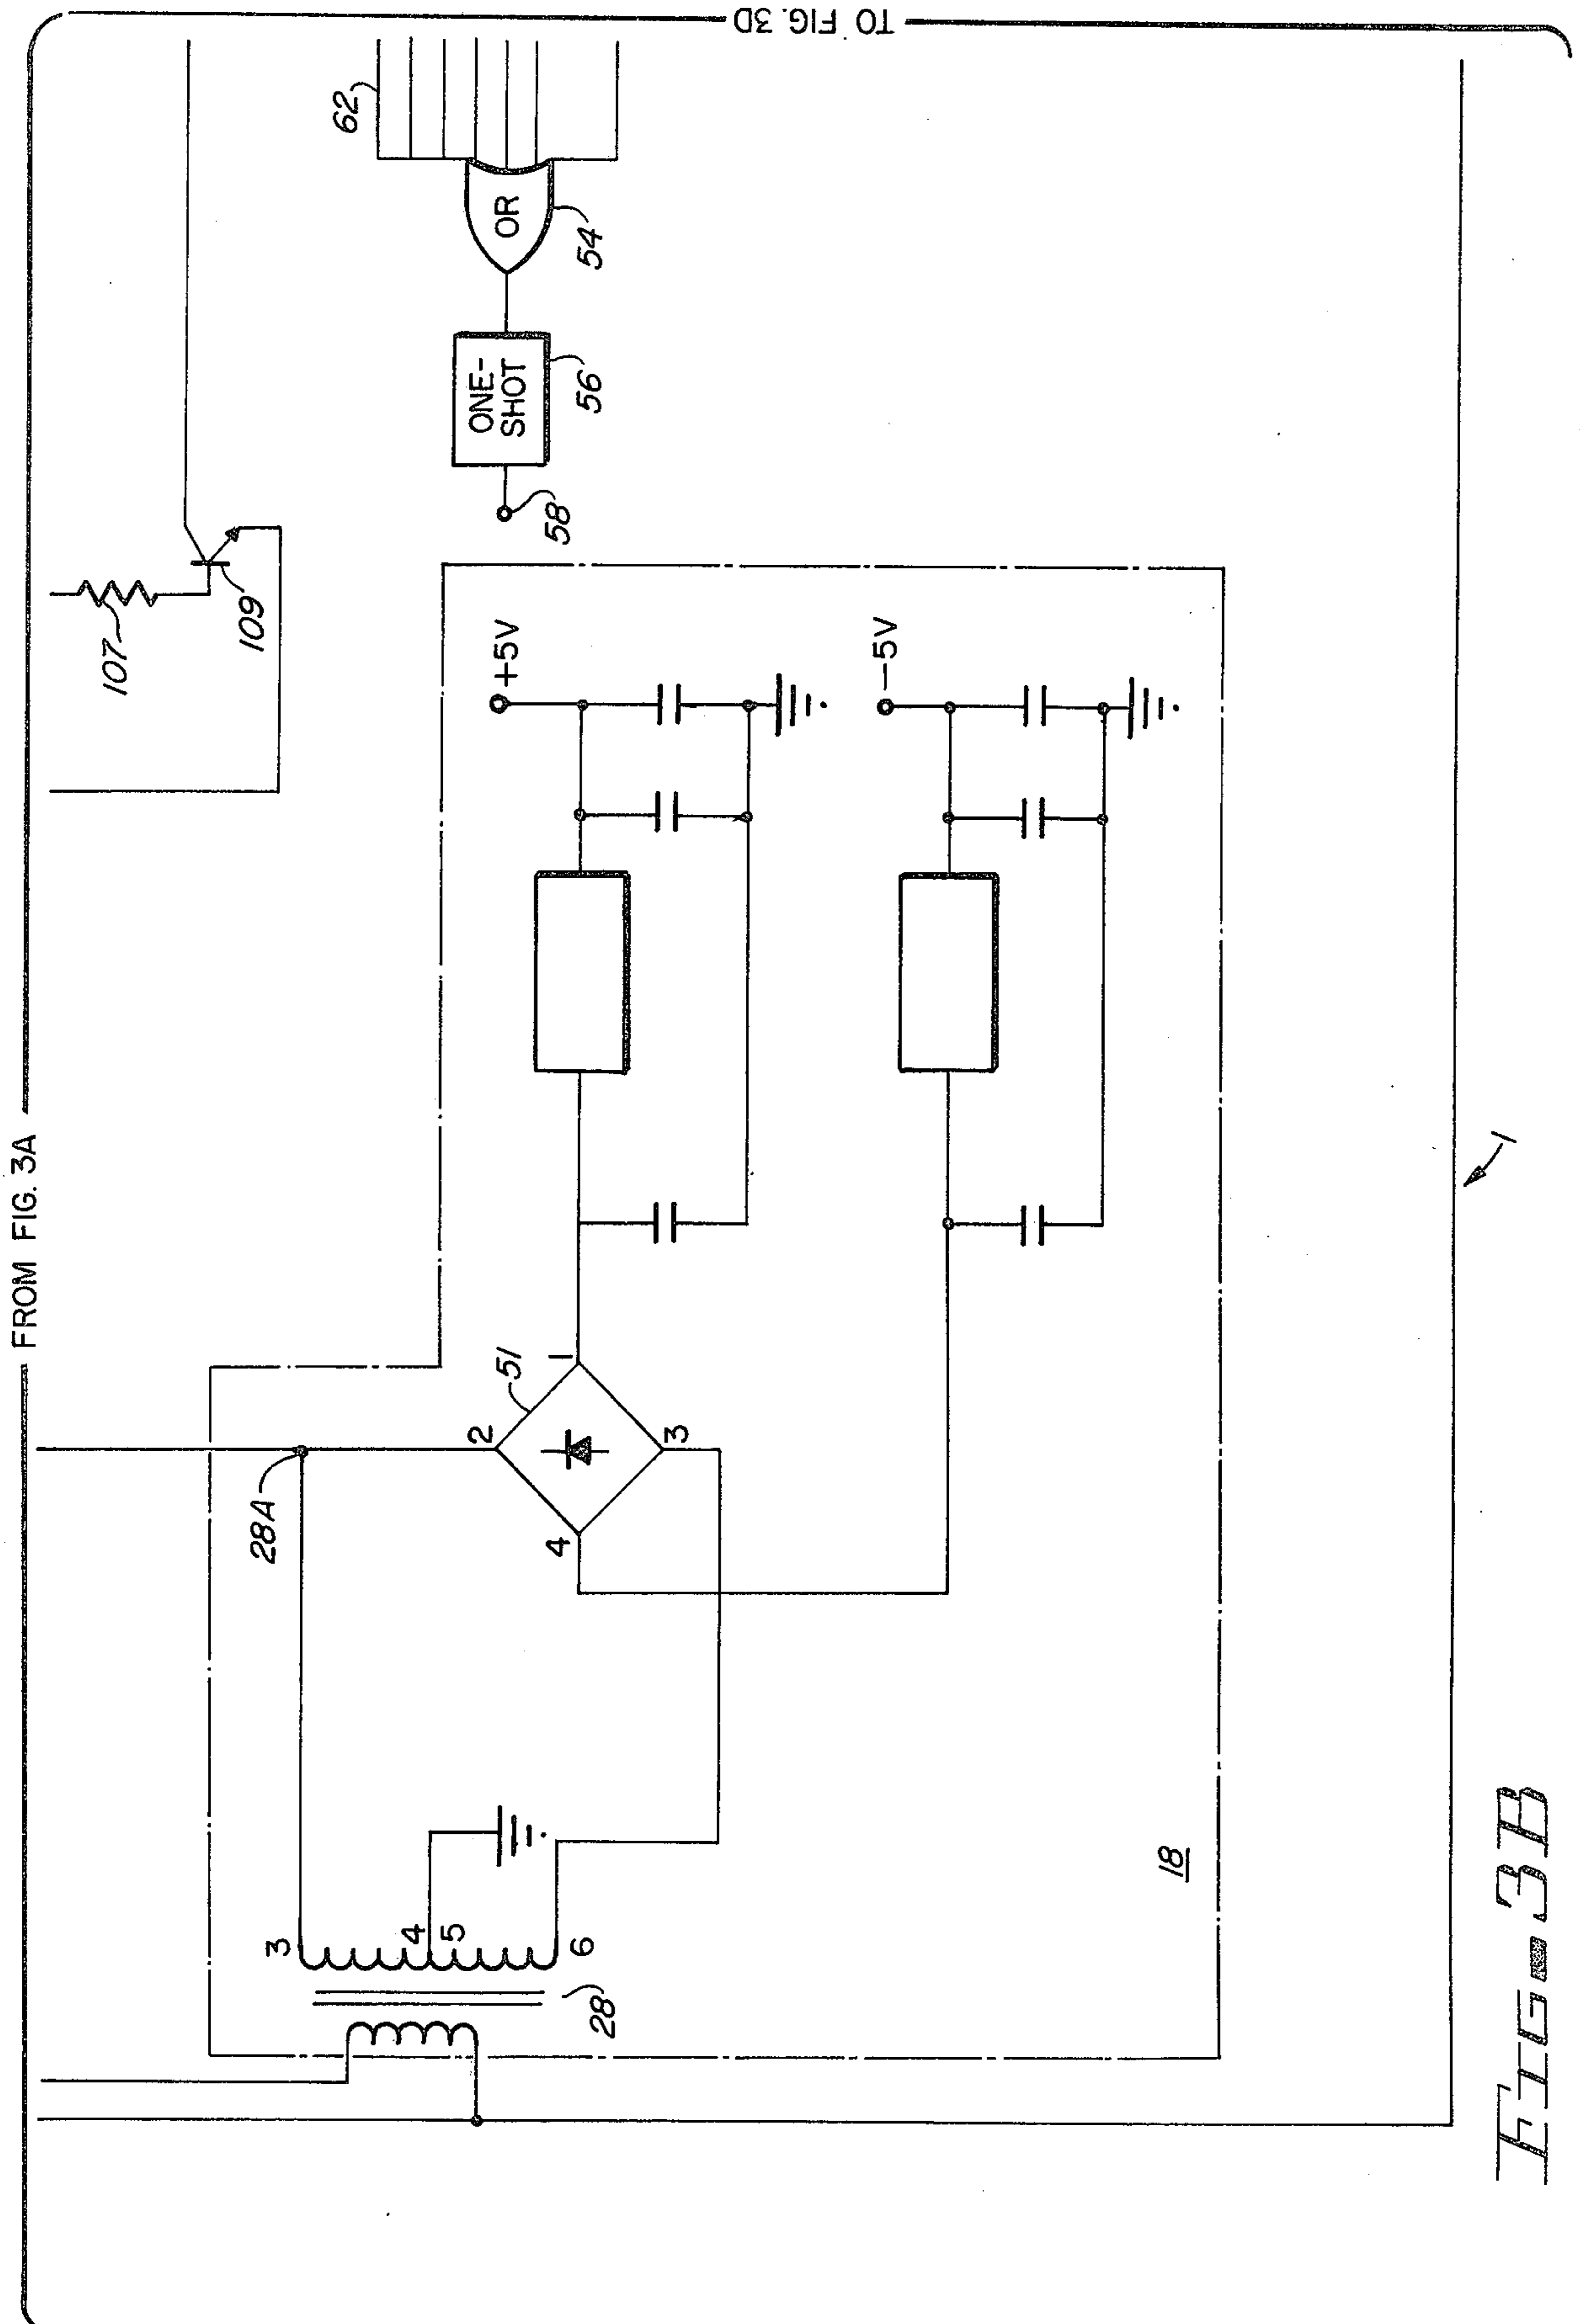 FROM FIG. 3A
TO FIG. 3D
107
109
62
OR
54
ONE-
SHOT
56
58
+5V
-5V
28A
2
51
1
3
4
3
4
5
6
28
18
1
FIG-3B